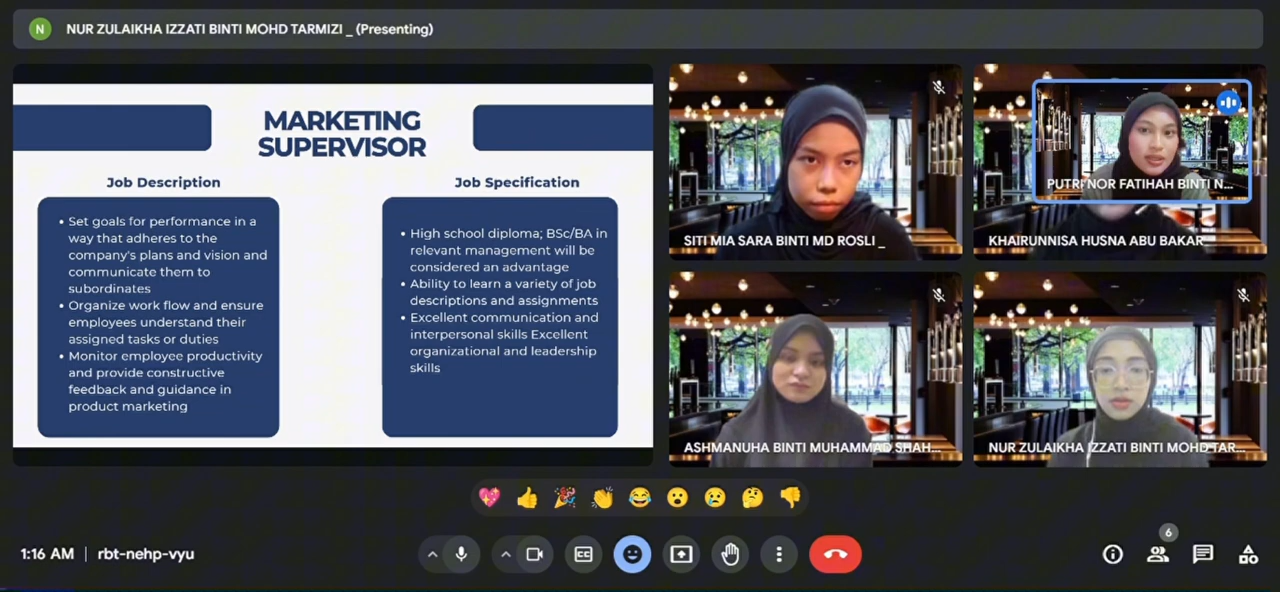 N
NUR ZULAIKHA IZZATI BINTI MOHD TARMIZI _ (Presenting)
MARKETING
SUPERVISOR
Job Description
• Set goals for performance in a
way that adheres to the
company's plans and vision and
communicate them to
subordinates
• Organize work flow and ensure
employees understand their
assigned tasks or duties
• Monitor employee productivity
and provide constructive
feedback and guidance in
product marketing
Job Specification
• High school diploma; BSc/BA in
relevant management will be
considered an advantage
• Ability to learn a variety of job
descriptions and assignments
• Excellent communication and
interpersonal skills Excellent
organizational and leadership
skills
SITI MIA SARA BINTI MD ROSLI _
PUTRI NOR FATIHAH BINTI N...
KHAIRUNNISA HUSNA ABU BAKAR
ASHMANUHA BINTI MUHAMMAD SHAH...
NUR ZULAIKHA IZZATI BINTI MOHD TAR...
1:16 AM | rbt-nehp-vyu
CC
6